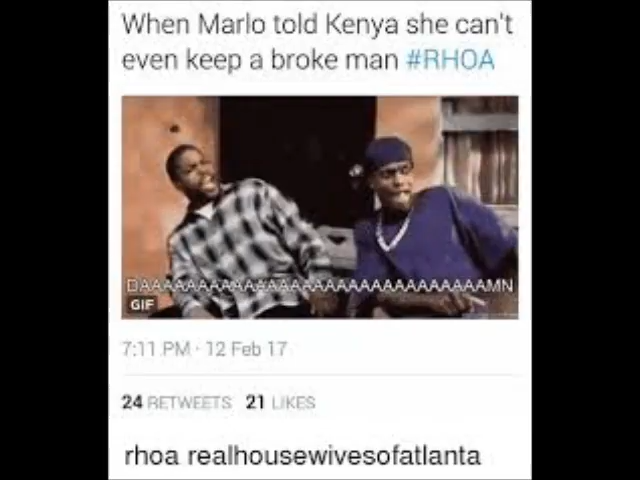 When Marlo told Kenya she can't
even keep a broke man #RHOA
DAAAAAAAAAAAAAAAAAAAAAAAAAAAAAAAAAAAAMN
GIF
7:11 PM · 12 Feb 17
24 RETWEETS 21 LIKES
rhoa realhousewivesofatlanta